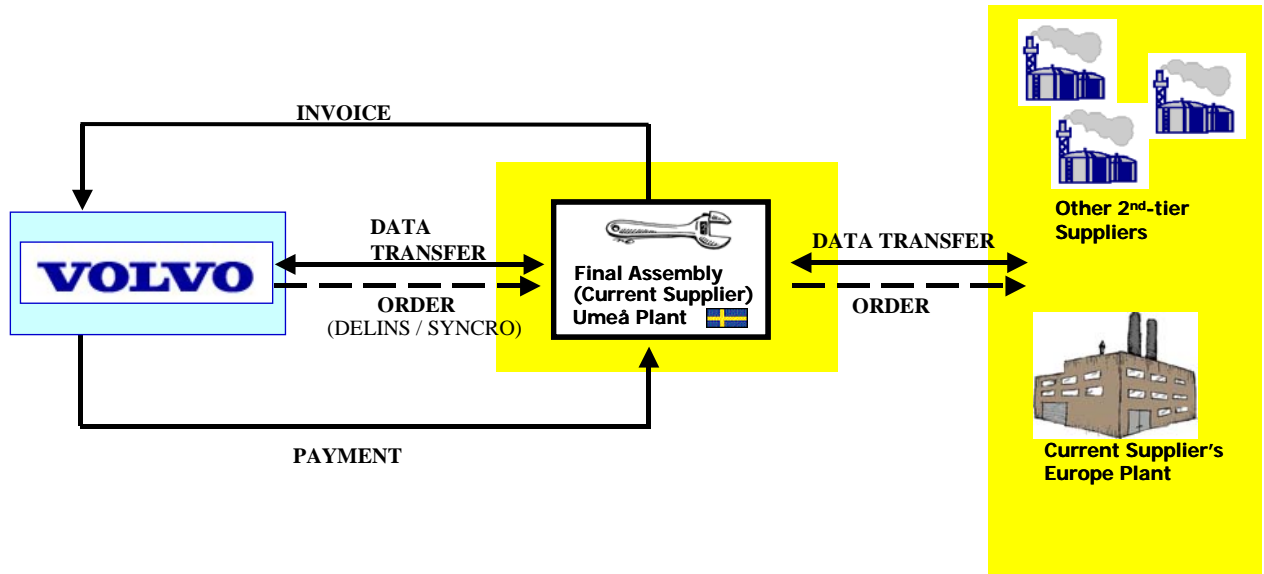 INVOICE
VOLVO
DATA
TRANSFER
ORDER
(DELINS / SYNCRO)
PAYMENT
Final Assembly
(Current Supplier)
Umeå Plant
DATA TRANSFER
ORDER
Other 2nd-tier
Suppliers
Current Supplier's
Europe Plant